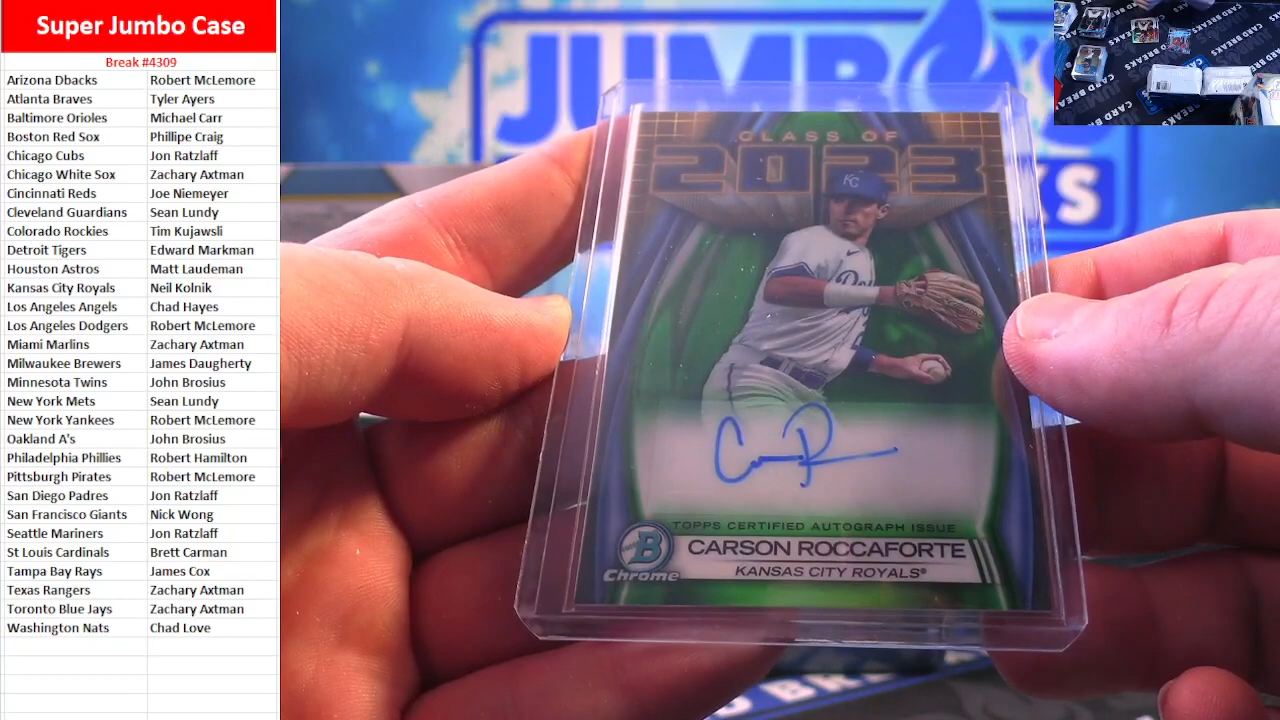 Super Jumbo Case
Break #4309
Arizona Dbacks Robert McLemore
Atlanta Braves Tyler Ayers
Baltimore Orioles Michael Carr
Boston Red Sox Phillipe Craig
Chicago Cubs Jon Ratzlaff
Chicago White Sox Zachary Axtman
Cincinnati Reds Joe Niemeyer
Cleveland Guardians Sean Lundy
Colorado Rockies Tim Kujawsli
Detroit Tigers Edward Markman
Houston Astros Matt Laudeman
Kansas City Royals Neil Kolnik
Los Angeles Angels Chad Hayes
Los Angeles Dodgers Robert McLemore
Miami Marlins Zachary Axtman
Milwaukee Brewers James Daugherty
Minnesota Twins John Brosius
New York Mets Sean Lundy
New York Yankees Robert McLemore
Oakland A's John Brosius
Philadelphia Phillies Robert Hamilton
Pittsburgh Pirates Robert McLemore
San Diego Padres Jon Ratzlaff
San Francisco Giants Nick Wong
Seattle Mariners Jon Ratzlaff
St Louis Cardinals Brett Carman
Tampa Bay Rays James Cox
Texas Rangers Zachary Axtman
Toronto Blue Jays Zachary Axtman
Washington Nats Chad Love
JUMBO'S
CLASS OF
2023
KC
TOPPS CERTIFIED AUTOGRAPH ISSUE
B
Chrome
CARSON ROCCAFORTE
KANSAS CITY ROYALS®
CARD BREAKS